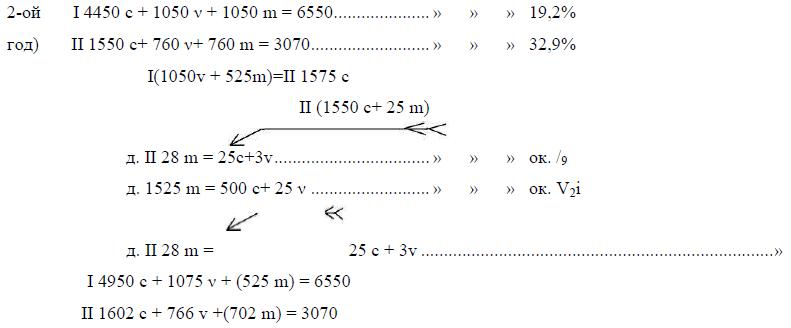 2-ой I 4450 c + 1050 v + 1050 m = 6550...................... » » » 19,2%
год) II 1550 c+ 760 v+ 760 m = 3070........................... » » » 32,9%
I(1050v + 525m)=II 1575 c
II (1550 c+ 25 m)
д. II 28 m = 25c+3v................................... » » » ок. /9
д. 1525 m = 500 c+ 25 v ........................... » » » ок. V2i
д. II 28 m = 25 c + 3v ................................................................................»
I 4950 c + 1075 v + (525 m) = 6550
II 1602 c + 766 v +(702 m) = 3070